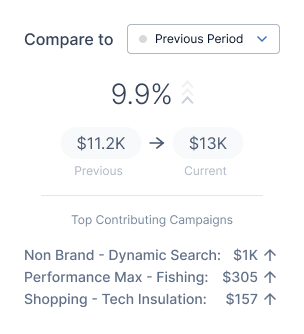 Compare to Previous Period
9.9%
$11.2K → $13K
Previous Current
Top Contributing Campaigns
Non Brand - Dynamic Search: $1K ↑
Performance Max - Fishing: $305 ↑
Shopping - Tech Insulation: $157 ↑